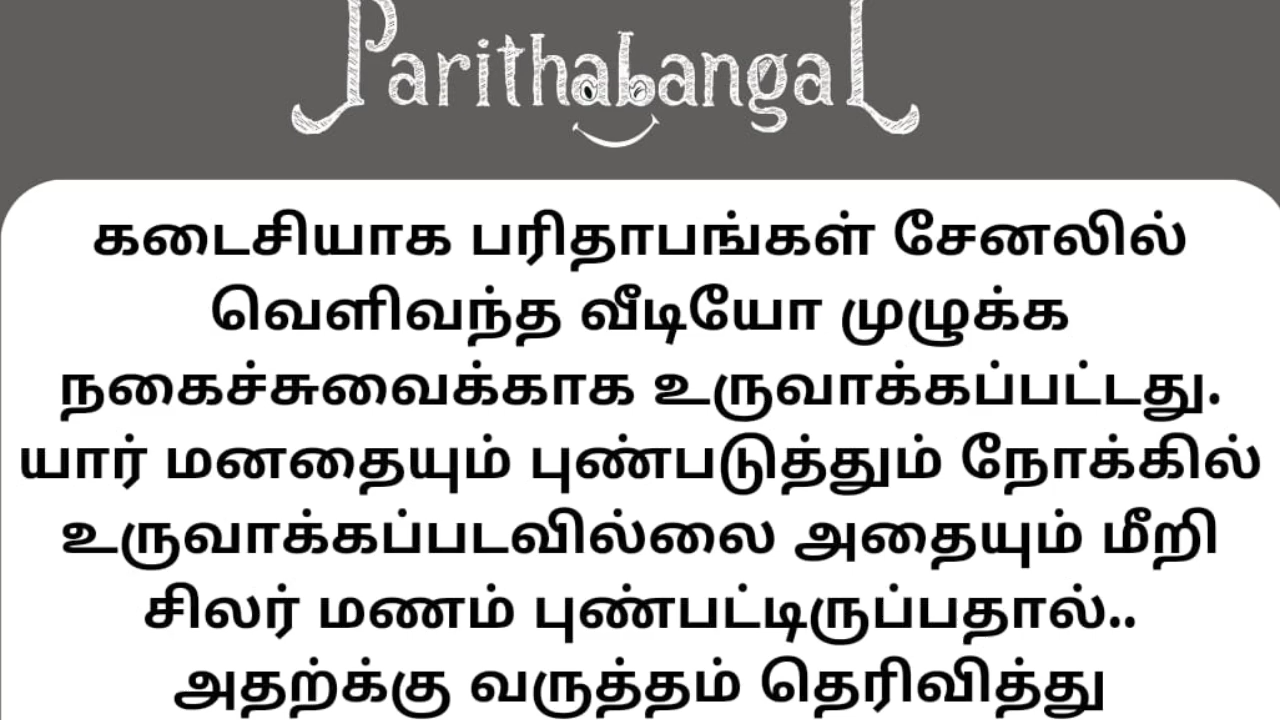 Parithabangal
கடைசியாக பரிதாபங்கள் சேனலில்
வெளிவந்த வீடியோ முழுக்க
நகைச்சுவைக்காக உருவாக்கப்பட்டது.
யார் மனதையும் புண்படுத்தும் நோக்கில்
உருவாக்கப்படவில்லை அதையும் மீறி
சிலர் மணம் புண்பட்டிருப்பதால்..
அதற்க்கு வருத்தம் தெரிவித்து